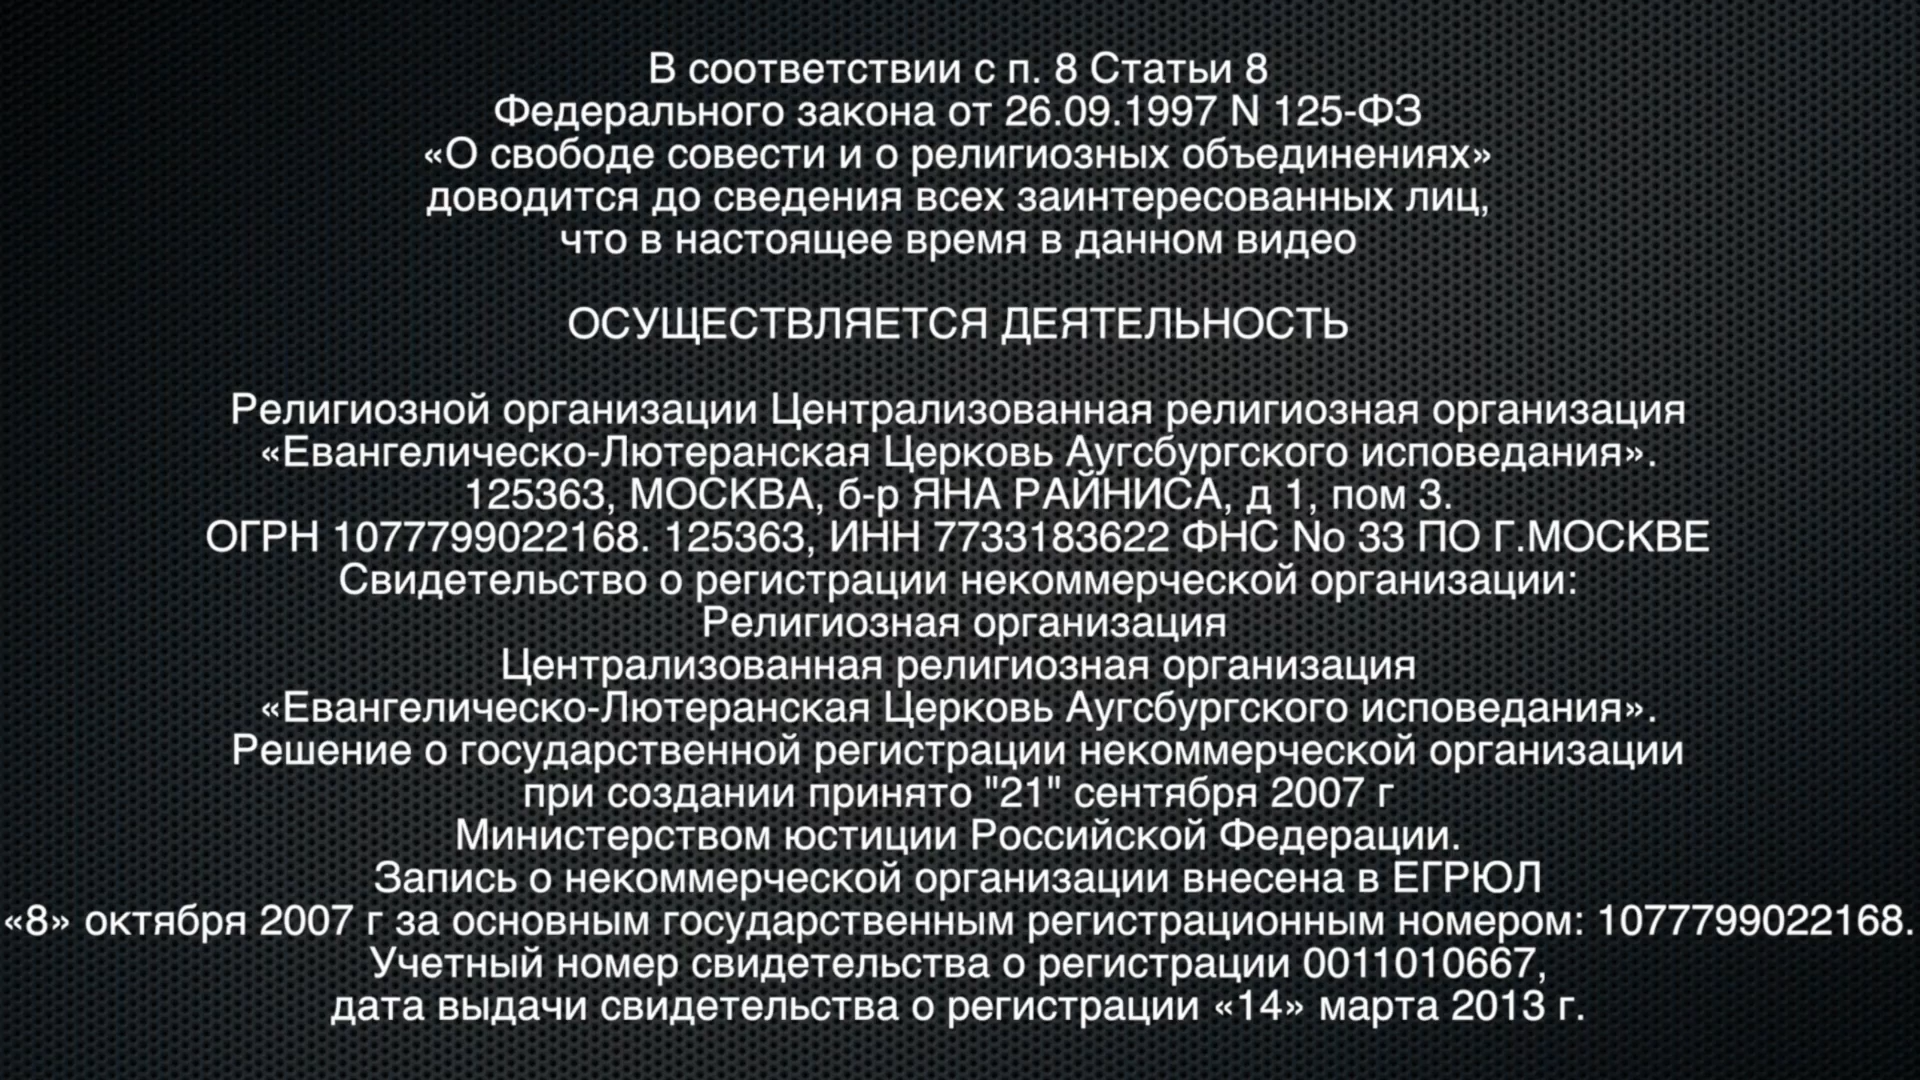 В соответствии с п. 8 Статьи 8
Федерального закона от 26.09.1997 N 125-ФЗ
«О свободе совести и о религиозных объединениях»
доводится до сведения всех заинтересованных лиц,
что в настоящее время в данном видео
ОСУЩЕСТВЛЯЕТСЯ ДЕЯТЕЛЬНОСТЬ
Религиозной организации Централизованная религиозная организация
«Евангелическо-Лютеранская Церковь Аугсбургского исповедания».
125363, МОСКВА, б-р ЯНА РАЙНИСА, д 1, пом 3.
ОГРН 1077799022168. 125363, ИНН 7733183622 ФНС No 33 ПО Г.МОСКВЕ
Свидетельство о регистрации некоммерческой организации:
Религиозная организация
Централизованная религиозная организация
«Евангелическо-Лютеранская Церковь Аугсбургского исповедания».
Решение о государственной регистрации некоммерческой организации
при создании принято "21" сентября 2007 г
Министерством юстиции Российской Федерации.
Запись о некоммерческой организации внесена в ЕГРЮЛ
«8» октября 2007 г за основным государственным регистрационным номером: 1077799022168.
Учетный номер свидетельства о регистрации 0011010667,
дата выдачи свидетельства о регистрации «14» марта 2013 г.